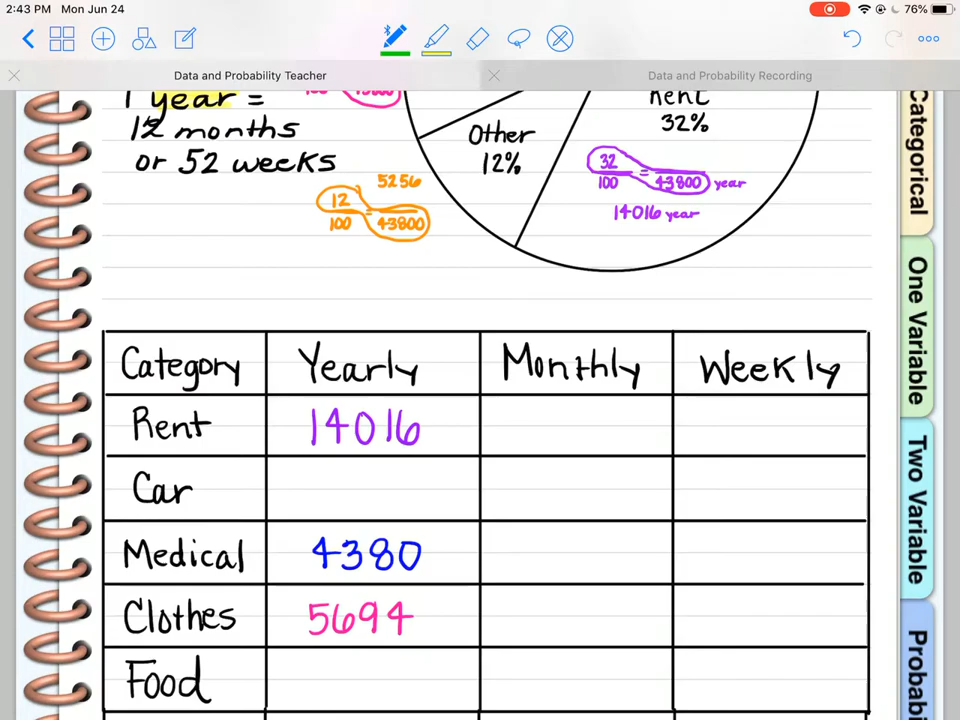 2:43 PM Mon Jun 24
76%
Data and Probability Teacher
Data and Probability Recording
1 year =
12 months
or 52 weeks
Other
12%
Rent
32%
32
100
=
43800 year
14016 year
5256
12
100
=
43800
Category Yearly Monthly Weekly
Rent 14016
Car
Medical 4380
Clothes 5694
Food
Categorical
One Variable
Two Variable